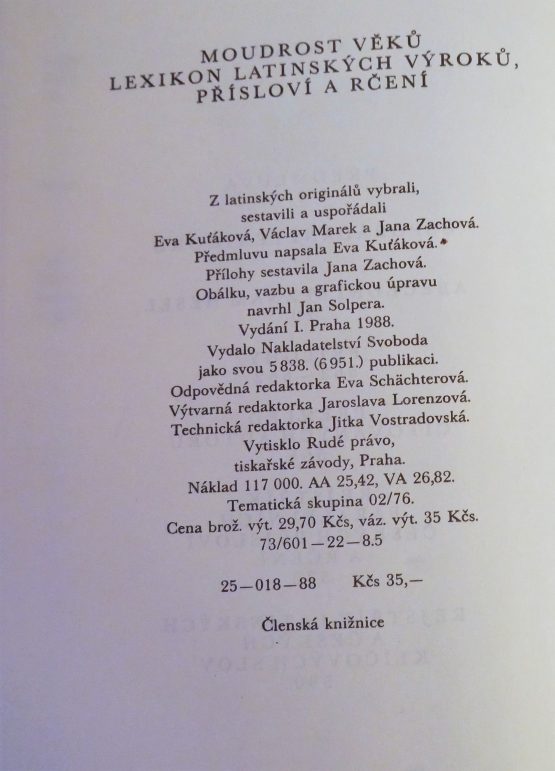 MOUDROST VĚKŮ
LEXIKON LATINSKÝCH VÝROKŮ,
PŘÍSLOVÍ A RČENÍ
Z latinských originálů vybrali,
sestavili a uspořádali
Eva Kuťáková, Václav Marek a Jana Zachová.
Předmluvu napsala Eva Kuťáková.
Přílohy sestavila Jana Zachová.
Obálku, vazbu a grafickou úpravu
navrhl Jan Solpera.
Vydání I. Praha 1988.
Vydalo Nakladatelství Svoboda
jako svou 5 838. (6 951.) publikaci.
Odpovědná redaktorka Eva Schächterová.
Výtvarná redaktorka Jaroslava Lorenzová.
Technická redaktorka Jitka Vostradovská.
Vytisklo Rudé právo,
tiskařské závody, Praha.
Náklad 117 000. AA 25,42, VA 26,82.
Tematická skupina 02/76.
Cena brož. výt. 29,70 Kčs, váz. výt. 35 Kčs.
73/601—22—8.5
25—018—88 Kčs 35,—
Členská knižnice